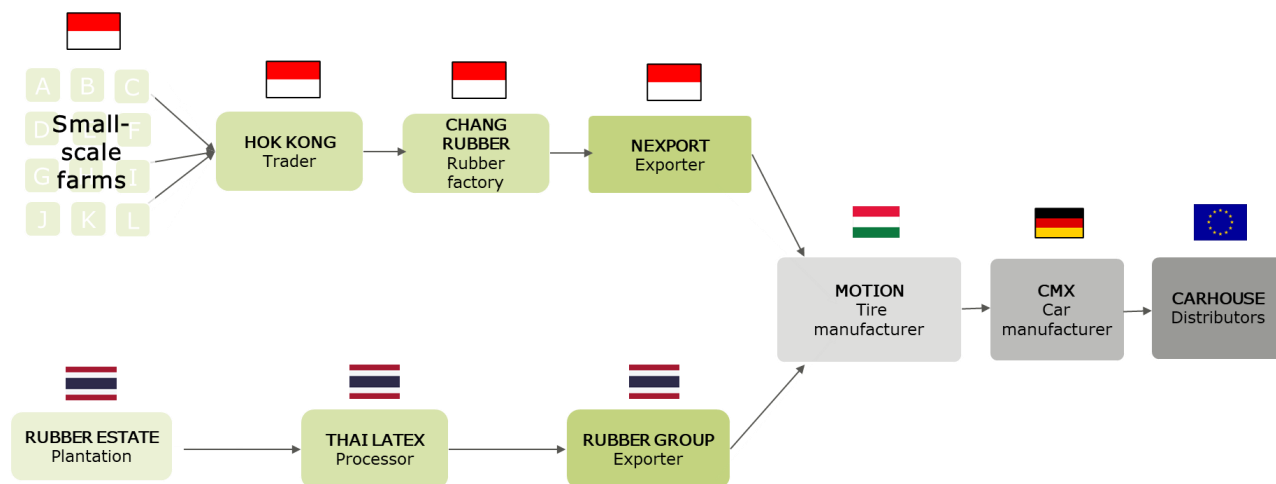 A B C
D F
Small-
scale
farms
G I
J K L
HOK KONG
Trader
CHANG
RUBBER
Rubber
factory
NEXPORT
Exporter
MOTION
Tire
manufacturer
CMX
Car
manufacturer
CARHOUSE
Distributors
RUBBER ESTATE
Plantation
THAI LATEX
Processor
RUBBER GROUP
Exporter